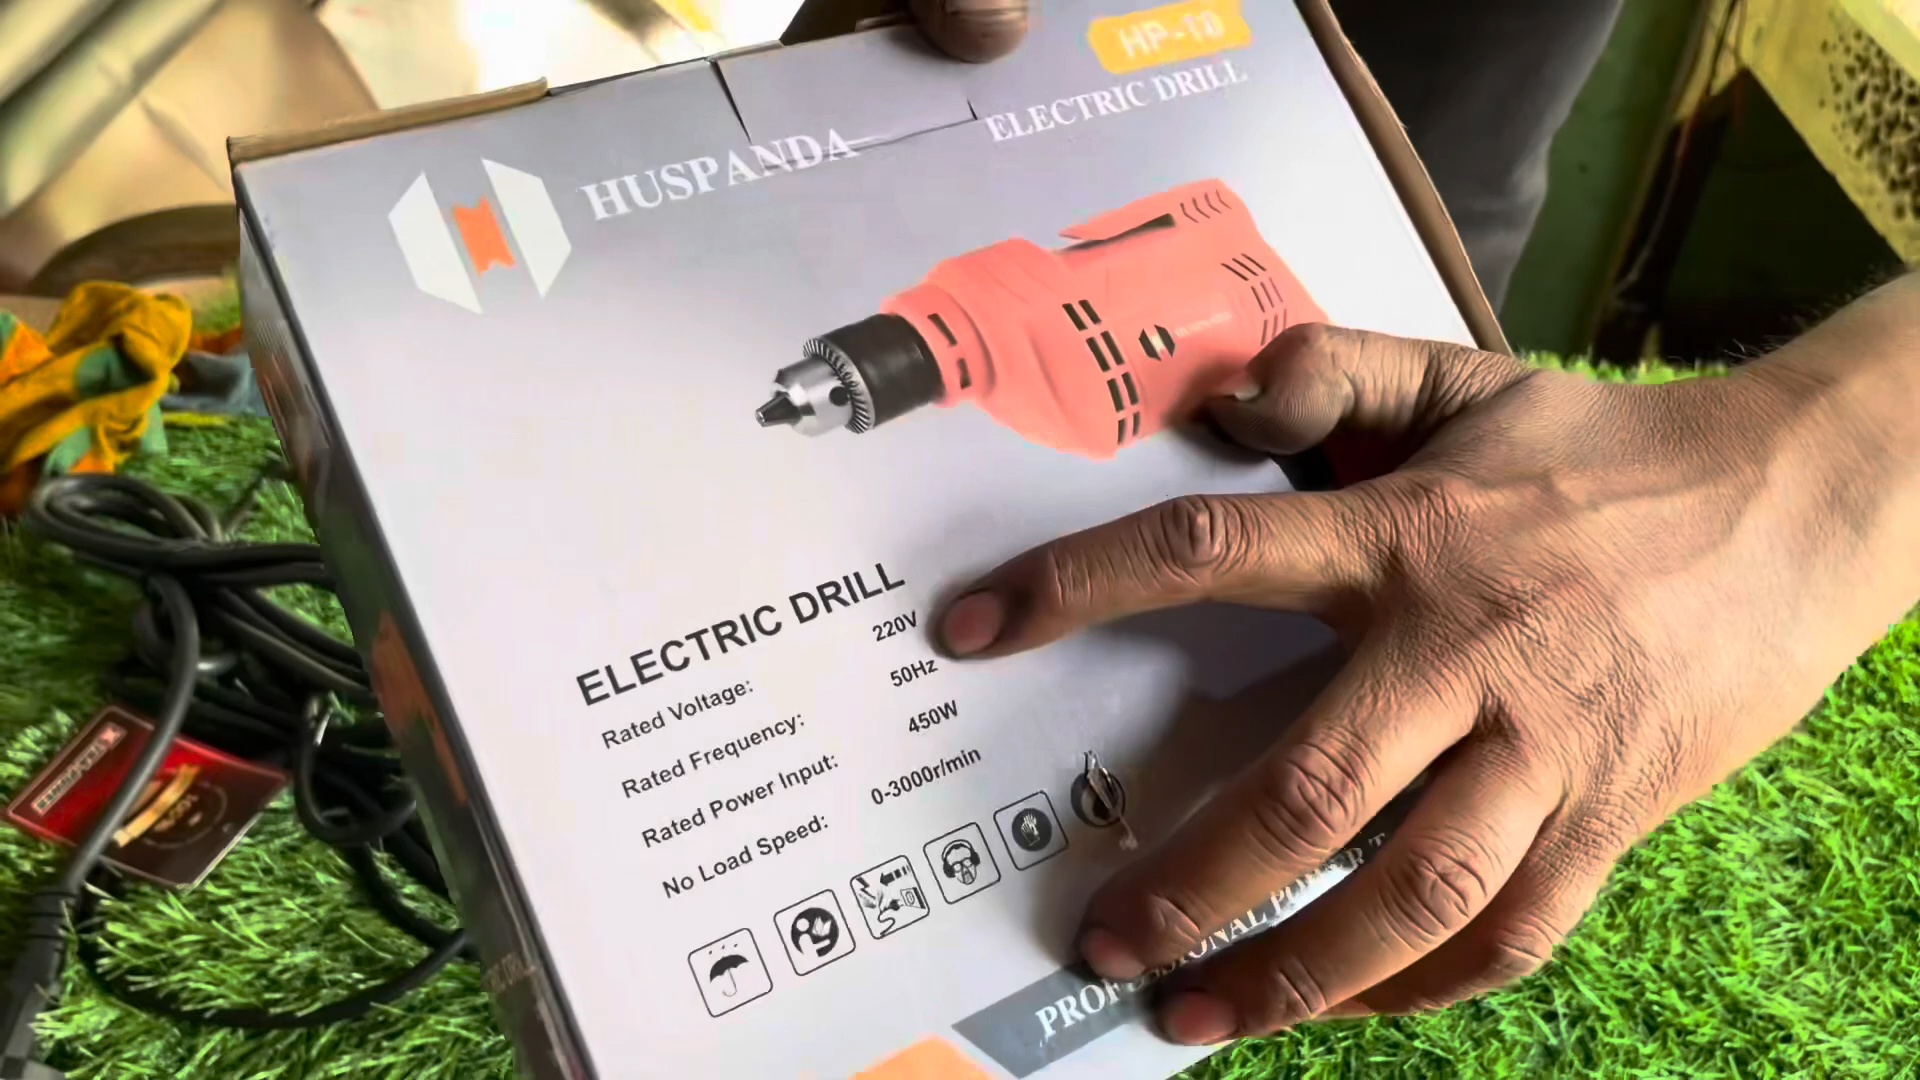 HP-10
ELECTRIC DRILL
HUSPANDA
ELECTRIC DRILL
Rated Voltage: 220V
Rated Frequency: 50Hz
Rated Power Input: 450W
No Load Speed: 0-3000r/min